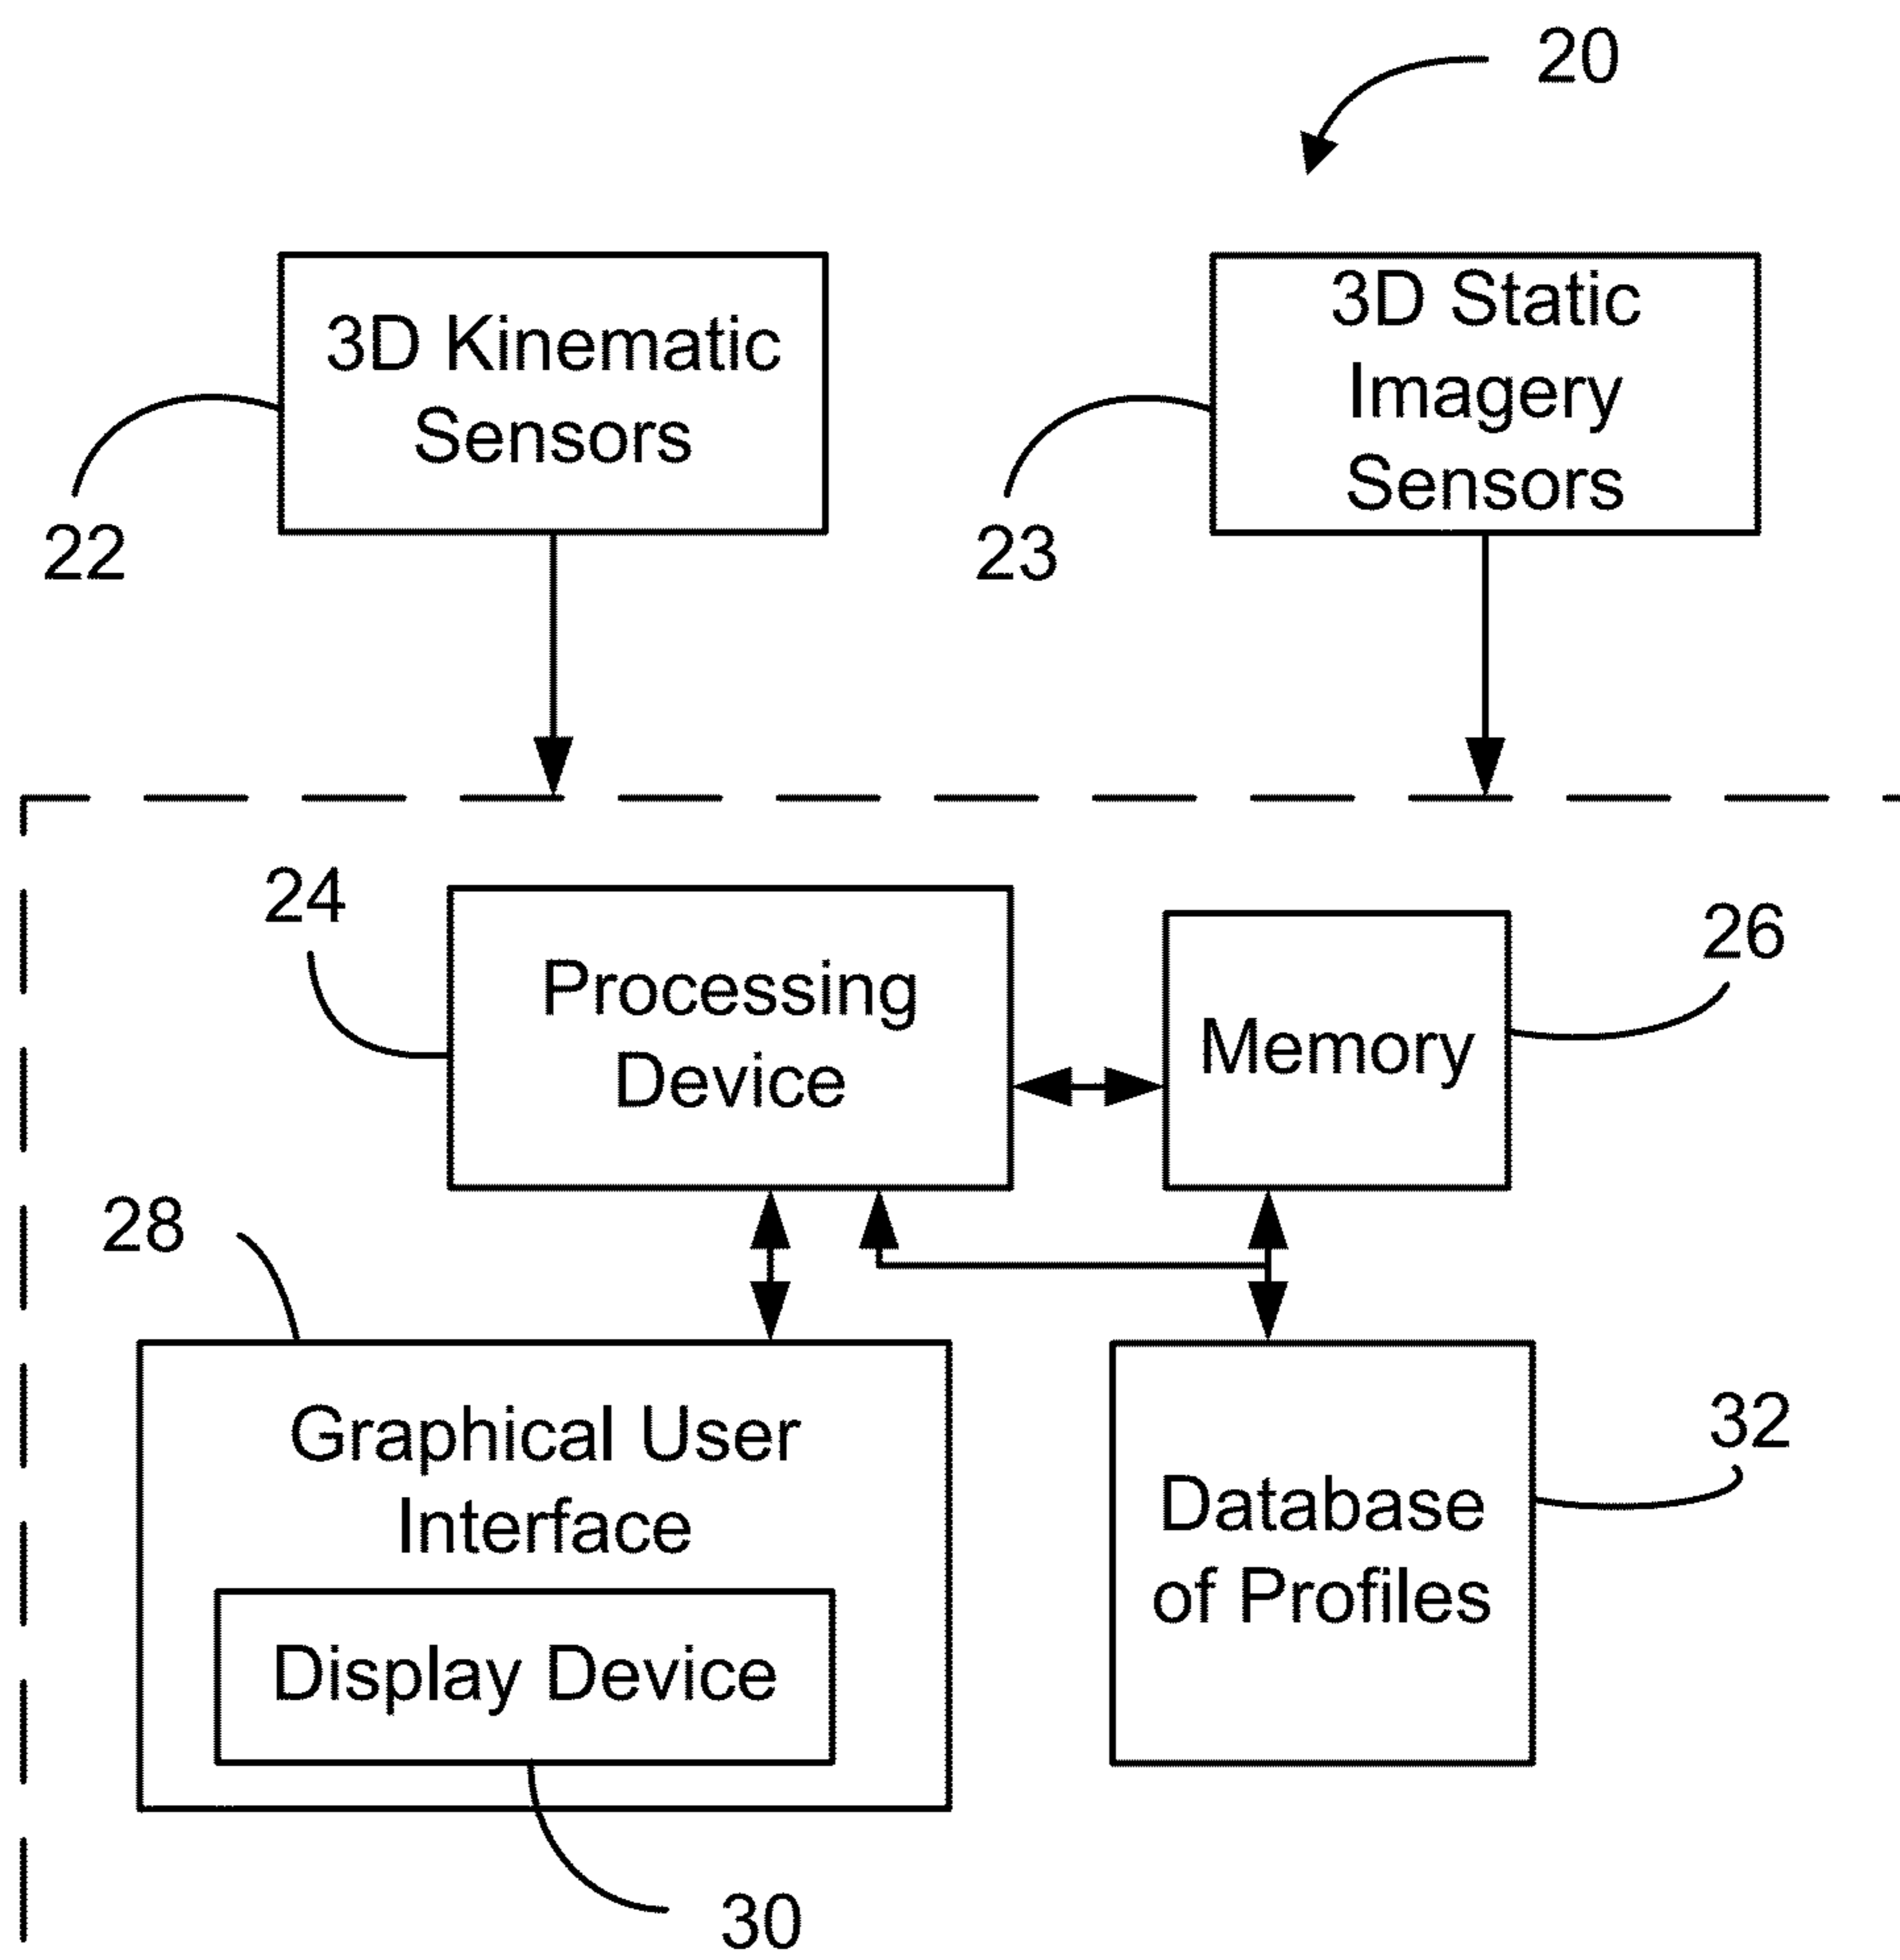 20
3D Kinematic
Sensors
22
3D Static
Imagery
Sensors
23
24
Processing
Device
Memory
26
28
Graphical User
Interface
Display Device
30
Database
of Profiles
32